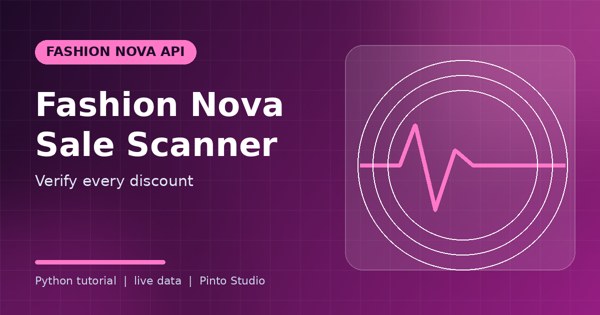 FASHION NOVA API
Fashion Nova
Sale Scanner
Verify every discount
Python tutorial | live data | Pinto Studio